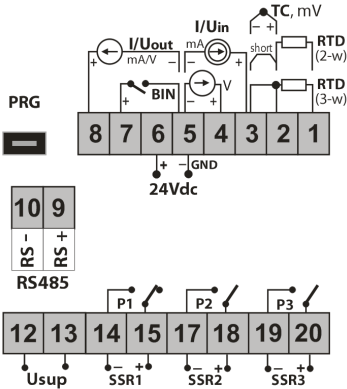 TC, mV
− +
I/Uout
mA/V
+ −
I/Uin
mA
short
RTD
(2-w)
BIN
+
− + V
RTD
(3-w)
PRG
8 7 6 5 4 3 2 1
+ − GND
24Vdc
10 9
RS - RS +
RS485
P1 P2 P3
12 13 14 15 17 18 19 20
Usup
− + SSR1
− + SSR2
− + SSR3